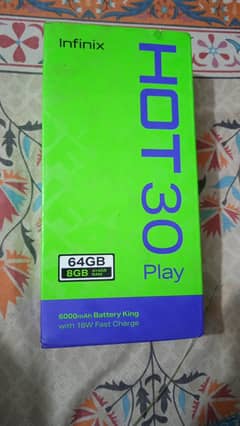 Infinix
HOT 30
Play
64GB
8GB
6000mAh Battery King
with 18W Fast Charge